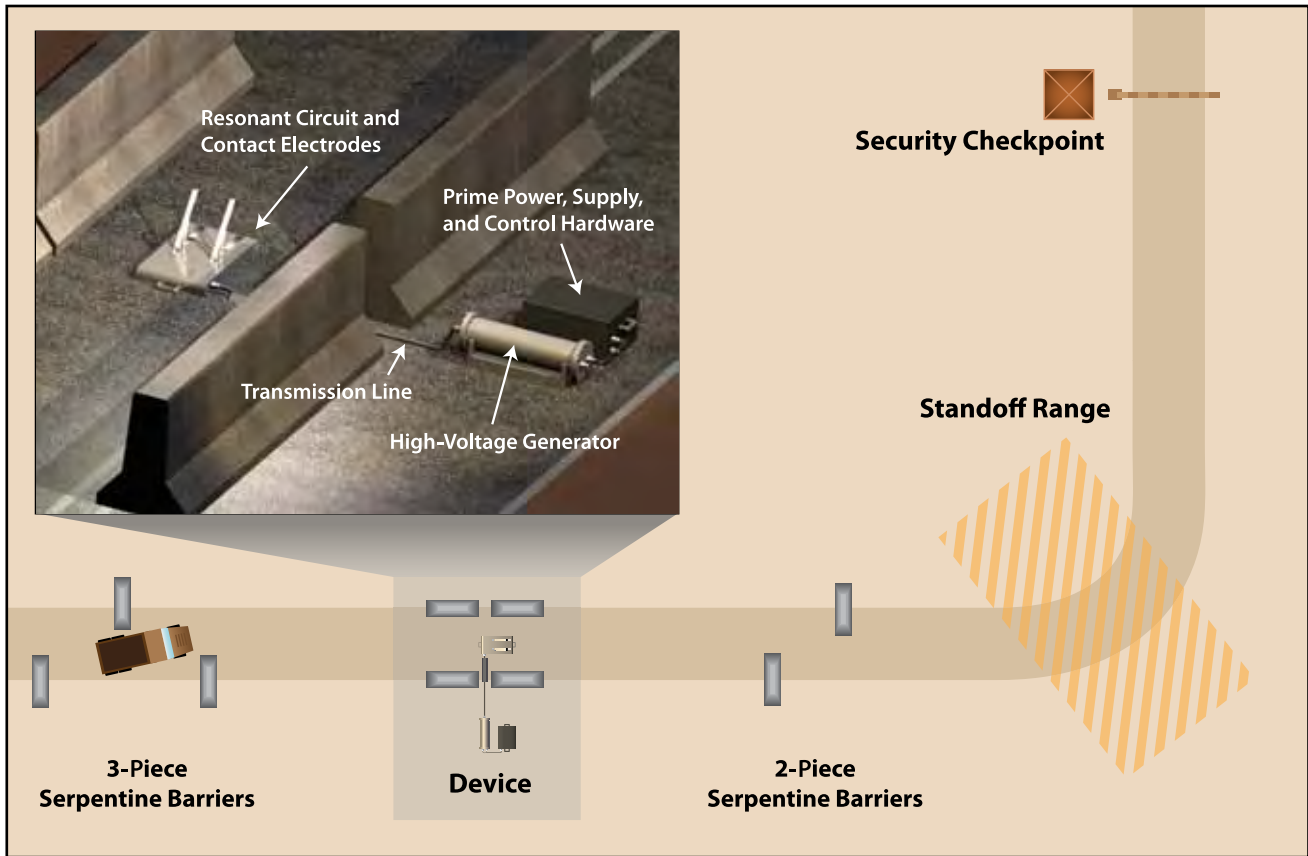 Resonant Circuit and
Contact Electrodes
Prime Power, Supply,
and Control Hardware
Transmission Line
High-Voltage Generator
Security Checkpoint
Standoff Range
3-Piece
Serpentine Barriers
Device
2-Piece
Serpentine Barriers